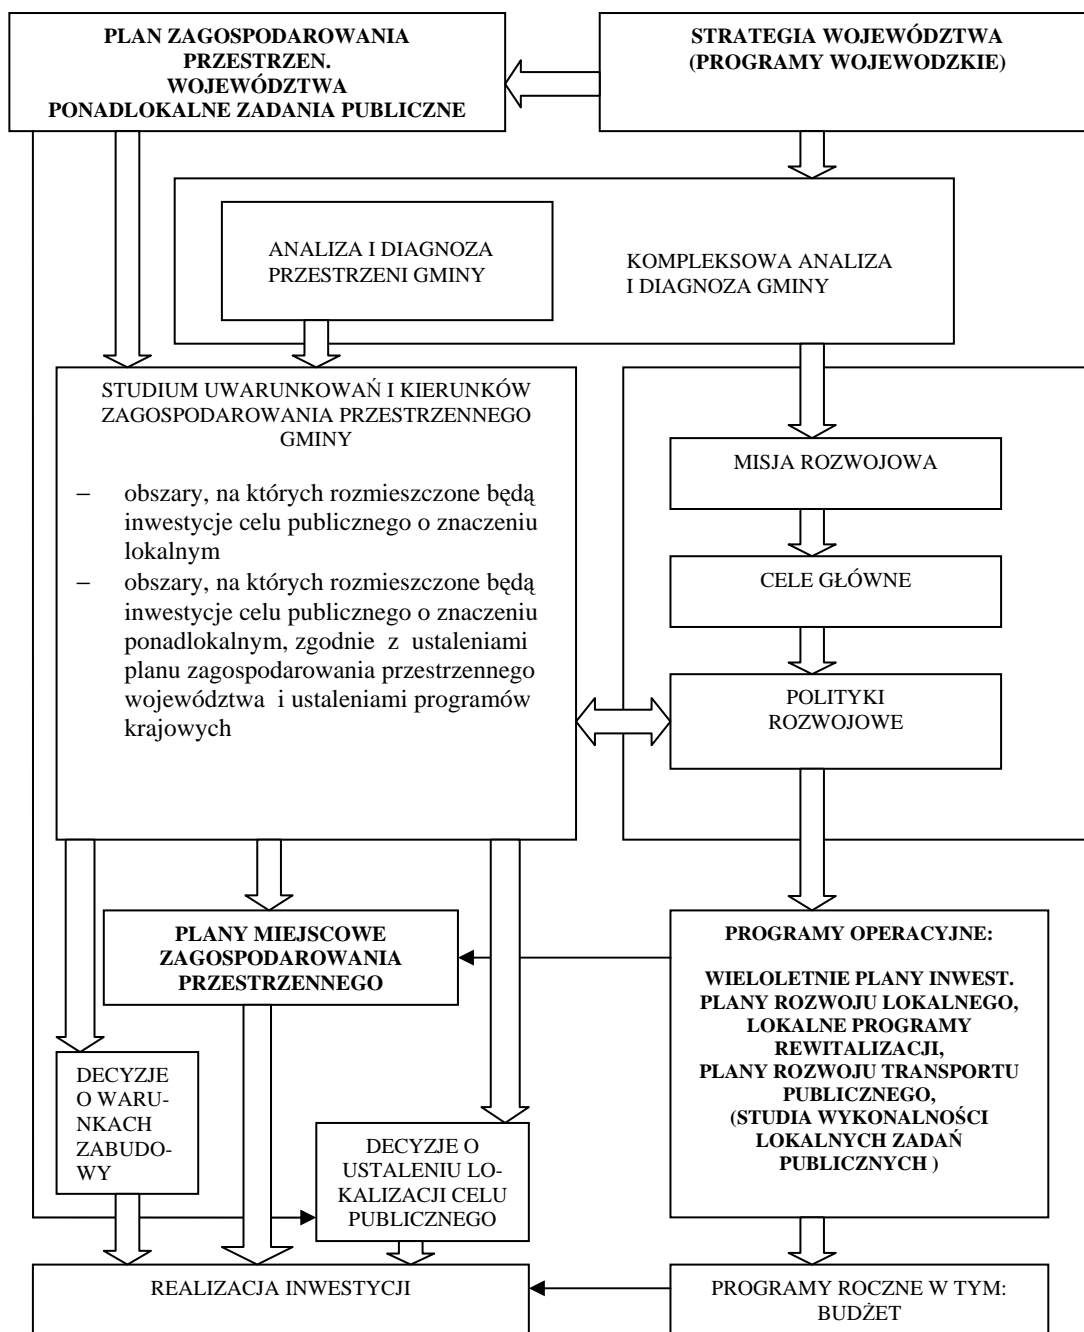 PLAN ZAGOSPODAROWANIA
PRZESTRZEN.
WOJEWÓDZTWA
PONADLOKALNE ZADANIA PUBLICZNE
STRATEGIA WOJEWÓDZTWA
(PROGRAMY WOJEWODZKIE)
ANALIZA I DIAGNOZA
PRZESTRZENI GMINY
KOMPLEKSOWA ANALIZA
I DIAGNOZA GMINY
STUDIUM UWARUNKOWAŃ I KIERUNKÓW
ZAGOSPODAROWANIA PRZESTRZENNEGO
GMINY
– obszary, na których rozmieszczone będą
inwestycje celu publicznego o znaczeniu
lokalnym
– obszary, na których rozmieszczone będą
inwestycje celu publicznego o znaczeniu
ponadlokalnym, zgodnie z ustaleniami
planu zagospodarowania przestrzennego
województwa i ustaleniami programów
krajowych
MISJA ROZWOJOWA
CELE GŁÓWNE
POLITYKI
ROZWOJOWE
PLANY MIEJSCOWE
ZAGOSPODAROWANIA
PRZESTRZENNEGO
PROGRAMY OPERACYJNE:
WIELOLETNIE PLANY INWEST.
PLANY ROZWOJU LOKALNEGO,
LOKALNE PROGRAMY
REWITALIZACJI,
PLANY ROZWOJU TRANSPORTU
PUBLICZNEGO,
(STUDIA WYKONALNOŚCI
LOKALNYCH ZADAŃ
PUBLICZNYCH )
DECYZJE
O WARU-
NKACH
ZABUDO-
WY
DECYZJE O
USTALENIU LO-
KALIZACJI CELU
PUBLICZNEGO
REALIZACJA INWESTYCJI
PROGRAMY ROCZNE W TYM:
BUDŻET